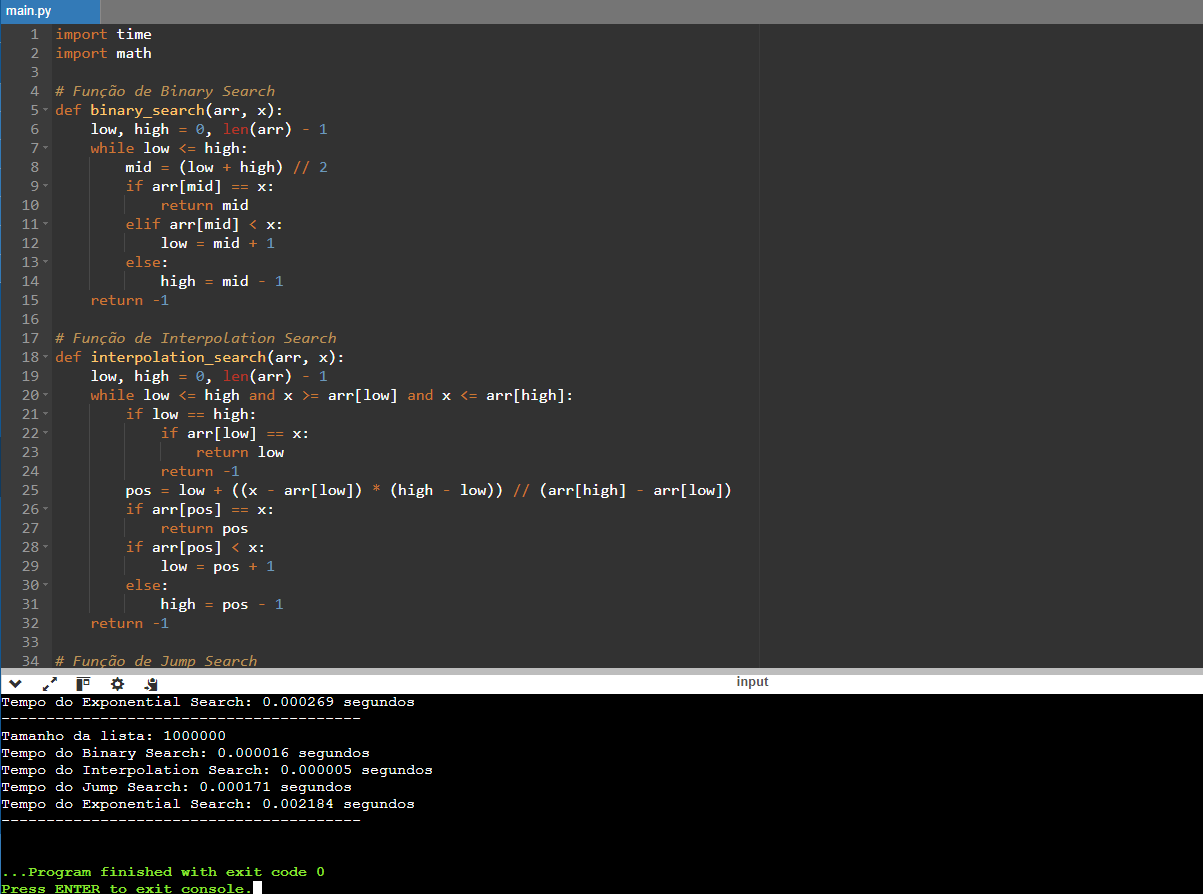 main.py
1 import time
2 import math
3
4 # Função de Binary Search
5 def binary_search(arr, x):
6     low, high = 0, len(arr) - 1
7     while low <= high:
8         mid = (low + high) // 2
9         if arr[mid] == x:
10             return mid
11         elif arr[mid] < x:
12             low = mid + 1
13         else:
14             high = mid - 1
15     return -1
16
17 # Função de Interpolation Search
18 def interpolation_search(arr, x):
19     low, high = 0, len(arr) - 1
20     while low <= high and x >= arr[low] and x <= arr[high]:
21         if low == high:
22             if arr[low] == x:
23                 return low
24             return -1
25         pos = low + ((x - arr[low]) * (high - low)) // (arr[high] - arr[low])
26         if arr[pos] == x:
27             return pos
28         if arr[pos] < x:
29             low = pos + 1
30         else:
31             high = pos - 1
32     return -1
33
34 # Função de Jump Search
input
Tempo do Exponential Search: 0.000269 segundos
----------------------------------------
Tamanho da lista: 1000000
Tempo do Binary Search: 0.000016 segundos
Tempo do Interpolation Search: 0.000005 segundos
Tempo do Jump Search: 0.000171 segundos
Tempo do Exponential Search: 0.002184 segundos
----------------------------------------
...Program finished with exit code 0
Press ENTER to exit console.